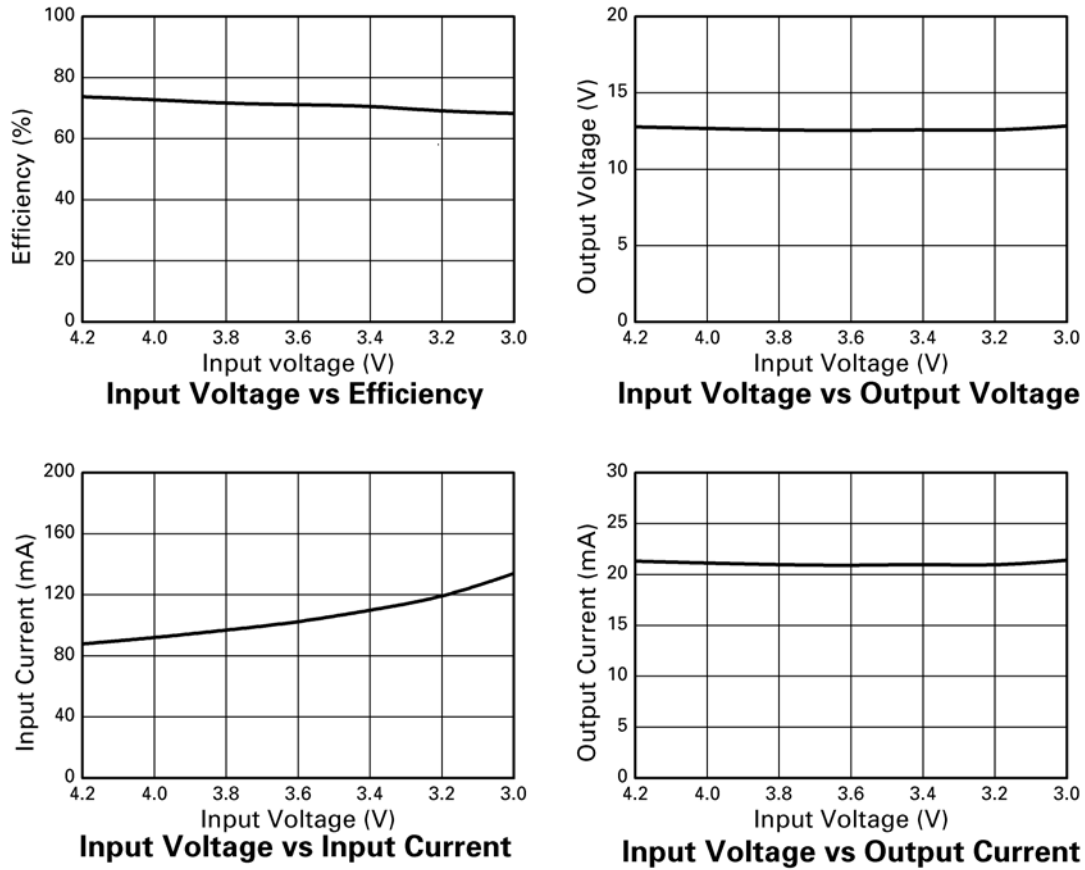 100
80
60
40
20
0
Efficiency (%)
4.2 4.0 3.8 3.6 3.4 3.2 3.0
Input voltage (V)
Input Voltage vs Efficiency
20
15
10
5
0
Output Voltage (V)
4.2 4.0 3.8 3.6 3.4 3.2 3.0
Input Voltage (V)
Input Voltage vs Output Voltage
200
160
120
80
40
0
Input Current (mA)
4.2 4.0 3.8 3.6 3.4 3.2 3.0
Input Voltage (V)
Input Voltage vs Input Current
30
25
20
15
10
5
0
Output Current (mA)
4.2 4.0 3.8 3.6 3.4 3.2 3.0
Input Voltage (V)
Input Voltage vs Output Current